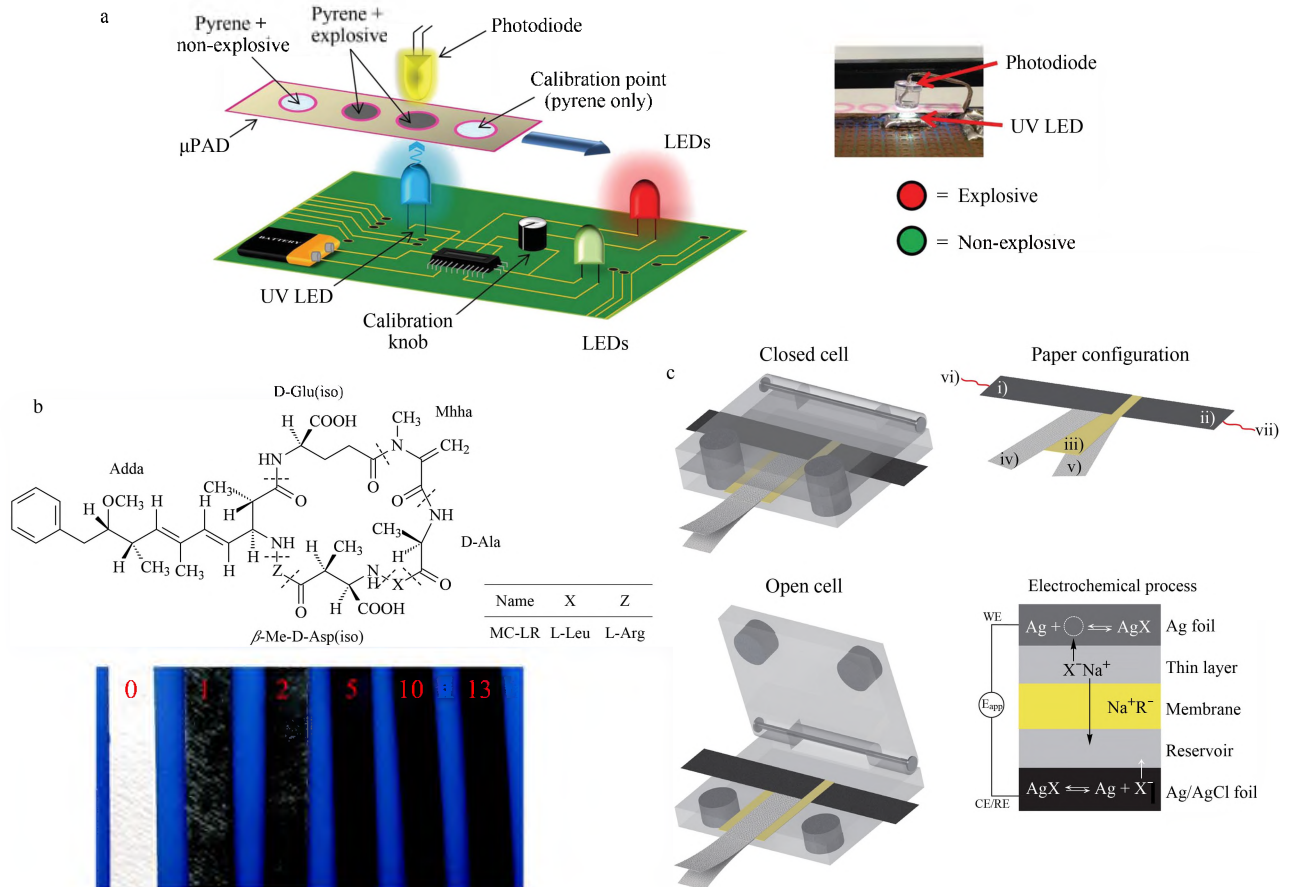 a
Pyrene +
non-explosive
Pyrene +
explosive
Photodiode
Calibration point
(pyrene only)
μPAD
LEDs
BATTERY
UV LED
Calibration
knob
LEDs
Photodiode
UV LED
= Explosive
= Non-explosive
b
D-Glu(iso)
Mhha
Adda
D-Ala
β-Me-D-Asp(iso)
H
COOH
CH₃
N
CH₂
HN
O
O
O
CH₃
H
OCH₃
H
H
H
CH₃
CH₃
H
H
NH
Z
O
H
CH₃
H
COOH
N
H
X
O
CH₃
H
NH
Name X Z
MC-LR L-Leu L-Arg
0 1 2 5 10 13
c
Closed cell
Paper configuration
vi)
i)
ii)
vii)
iii)
iv)
v)
Open cell
Electrochemical process
WE
Ag + ⇌ AgX
Ag foil
X⁻Na⁺
Thin layer
Eapp
Na⁺R⁻
Membrane
Reservoir
AgX ⇌ Ag + X⁻
Ag/AgCl foil
CE/RE